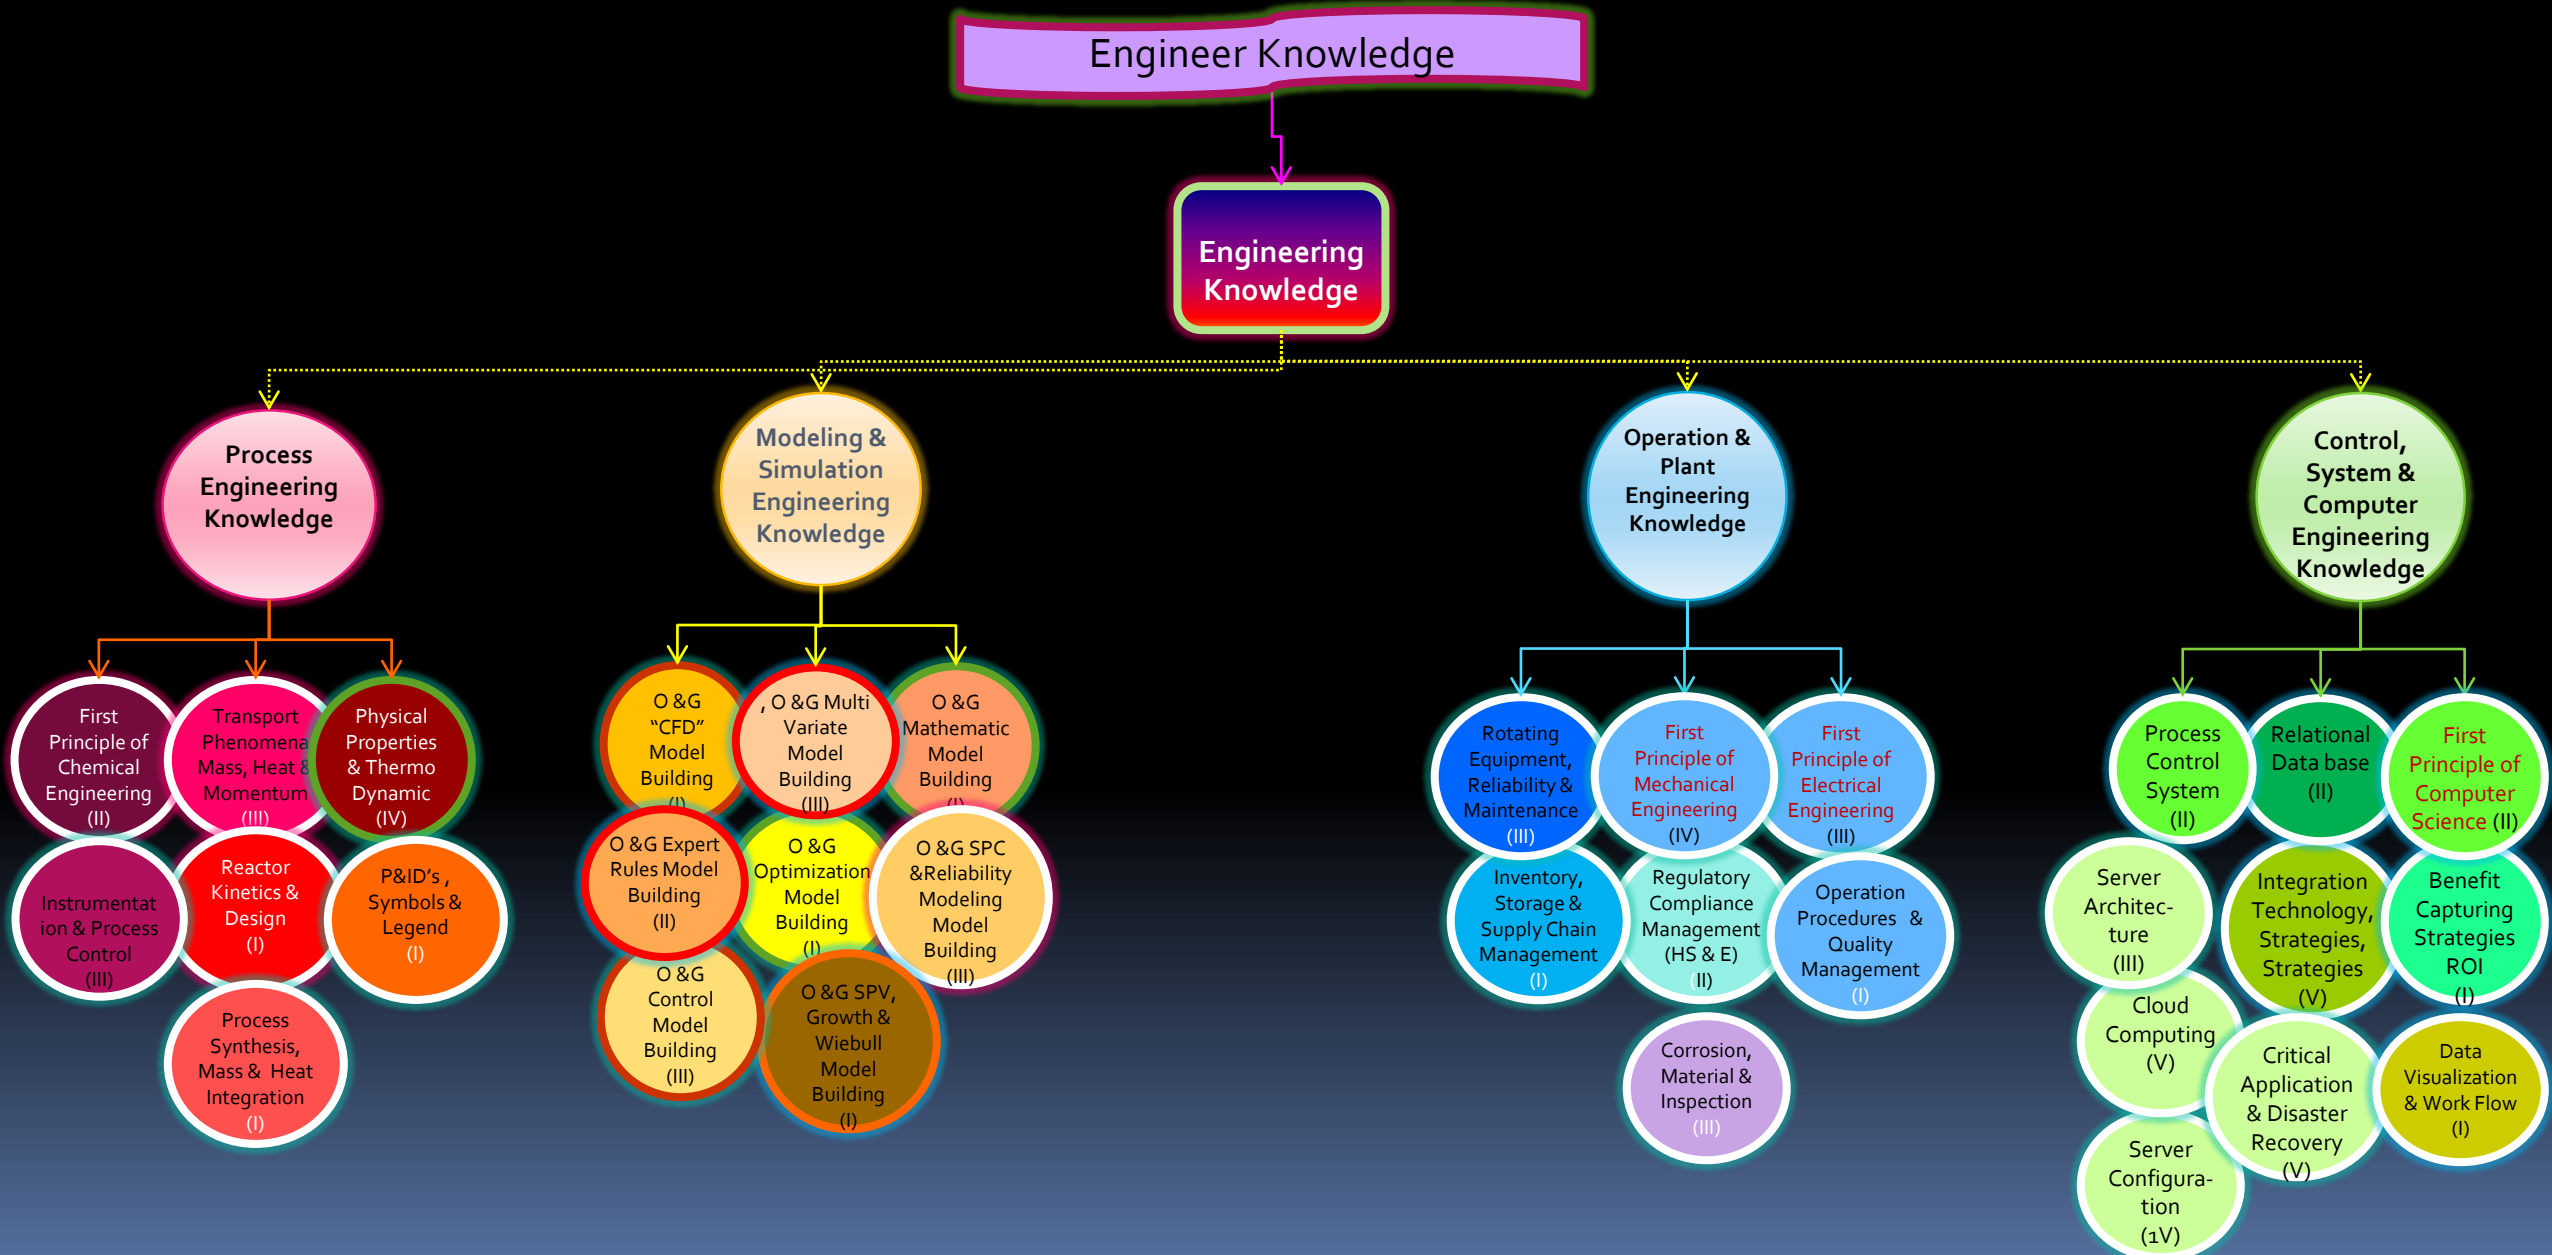 Engineer Knowledge
Engineering
Knowledge
Process
Engineering
Knowledge
Modeling &
Simulation
Engineering
Knowledge
Operation &
Plant
Engineering
Knowledge
Control,
System &
Computer
Engineering
Knowledge
First
Principle of
Chemical
Engineering
(II)
Transport
Phenomena
Mass, Heat &
Momentum
(III)
Physical
Properties
& Thermo
Dynamic
(IV)
Instrumentat
ion & Process
Control
(III)
Reactor
Kinetics &
Design
(I)
P&ID's ,
Symbols &
Legend
(I)
Process
Synthesis,
Mass & Heat
Integration
(I)
O &G
“CFD”
Model
Building
(I)
, O &G Multi
Variate
Model
Building
(III)
O &G
Mathematic
Model
Building
(I)
O &G Expert
Rules Model
Building
(II)
O &G
Optimization
Model
Building
(I)
O &G SPC
&Reliability
Modeling
Model
Building
(III)
O &G
Control
Model
Building
(III)
O &G SPV,
Growth &
Wiebull
Model
Building
(I)
Rotating
Equipment,
Reliability &
Maintenance
(III)
First
Principle of
Mechanical
Engineering
(IV)
First
Principle of
Electrical
Engineering
(III)
Inventory,
Storage &
Supply Chain
Management
(I)
Regulatory
Compliance
Management
(HS & E)
(II)
Operation
Procedures &
Quality
Management
(I)
Corrosion,
Material &
Inspection
(III)
Process
Control
System
(II)
Relational
Data base
(II)
First
Principle of
Computer
Science (II)
Server
Architec-
ture
(III)
Integration
Technology,
Strategies,
Strategies
(V)
Benefit
Capturing
Strategies
ROI
(I)
Cloud
Computing
(V)
Critical
Application
& Disaster
Recovery
(V)
Data
Visualization
& Work Flow
(I)
Server
Configura-
tion
(1V)